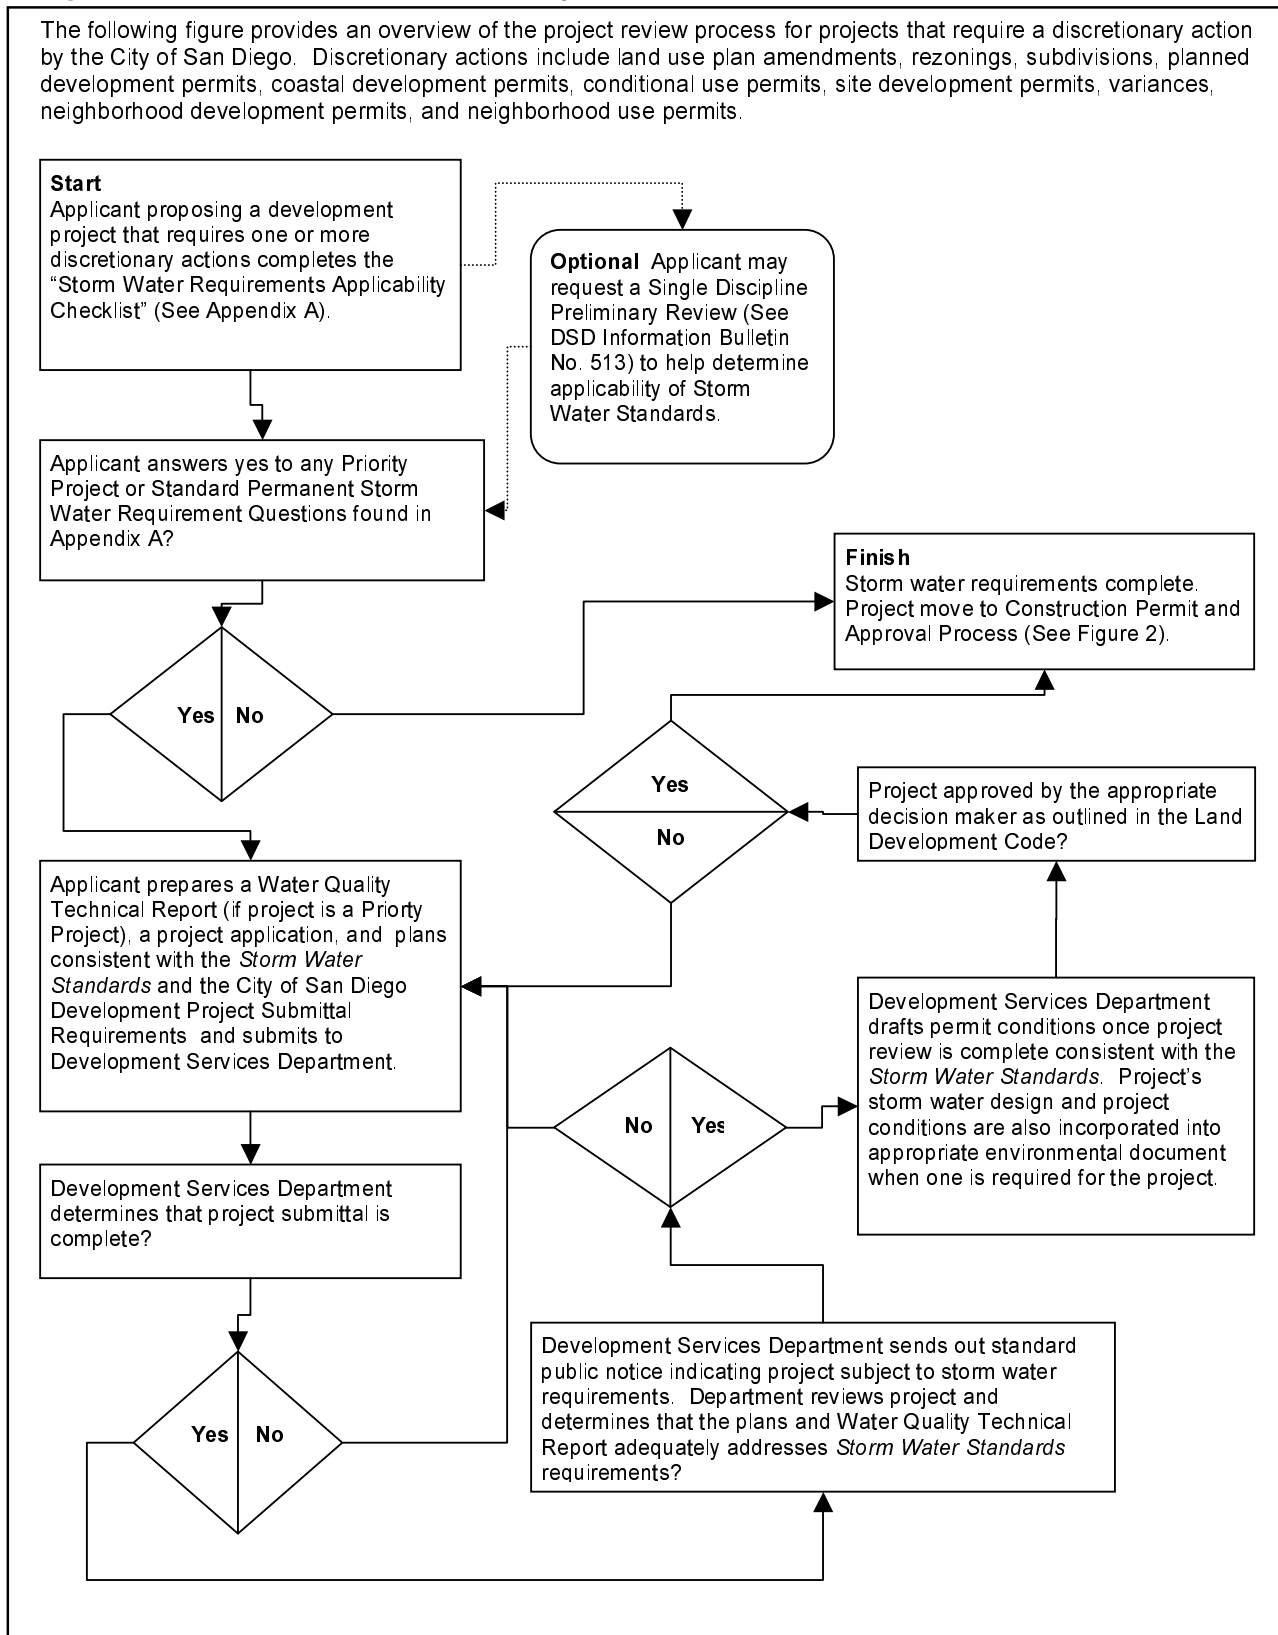 The following figure provides an overview of the project review process for projects that require a discretionary action
by the City of San Diego.  Discretionary actions include land use plan amendments, rezonings, subdivisions, planned
development permits, coastal development permits, conditional use permits, site development permits, variances,
neighborhood development permits, and neighborhood use permits.
Start
Applicant proposing a development
project that requires one or more
discretionary actions completes the
“Storm Water Requirements Applicability
Checklist” (See Appendix A).
Optional  Applicant may
request a Single Discipline
Preliminary Review (See
DSD Information Bulletin
No. 513) to help determine
applicability of Storm
Water Standards.
Applicant answers yes to any Priority
Project or Standard Permanent Storm
Water Requirement Questions found in
Appendix A?
Finish
Storm water requirements complete.
Project move to Construction Permit and
Approval Process (See Figure 2).
Yes No
Yes
No
Project approved by the appropriate
decision maker as outlined in the Land
Development Code?
Applicant prepares a Water Quality
Technical Report (if project is a Priorty
Project), a project application, and  plans
consistent with the Storm Water
Standards and the City of San Diego
Development Project Submittal
Requirements  and submits to
Development Services Department.
Development Services Department
drafts permit conditions once project
review is complete consistent with the
Storm Water Standards.  Project’s
storm water design and project
conditions are also incorporated into
appropriate environmental document
when one is required for the project.
No Yes
Development Services Department
determines that project submittal is
complete?
Development Services Department sends out standard
public notice indicating project subject to storm water
requirements.  Department reviews project and
determines that the plans and Water Quality Technical
Report adequately addresses Storm Water Standards
requirements?
Yes No